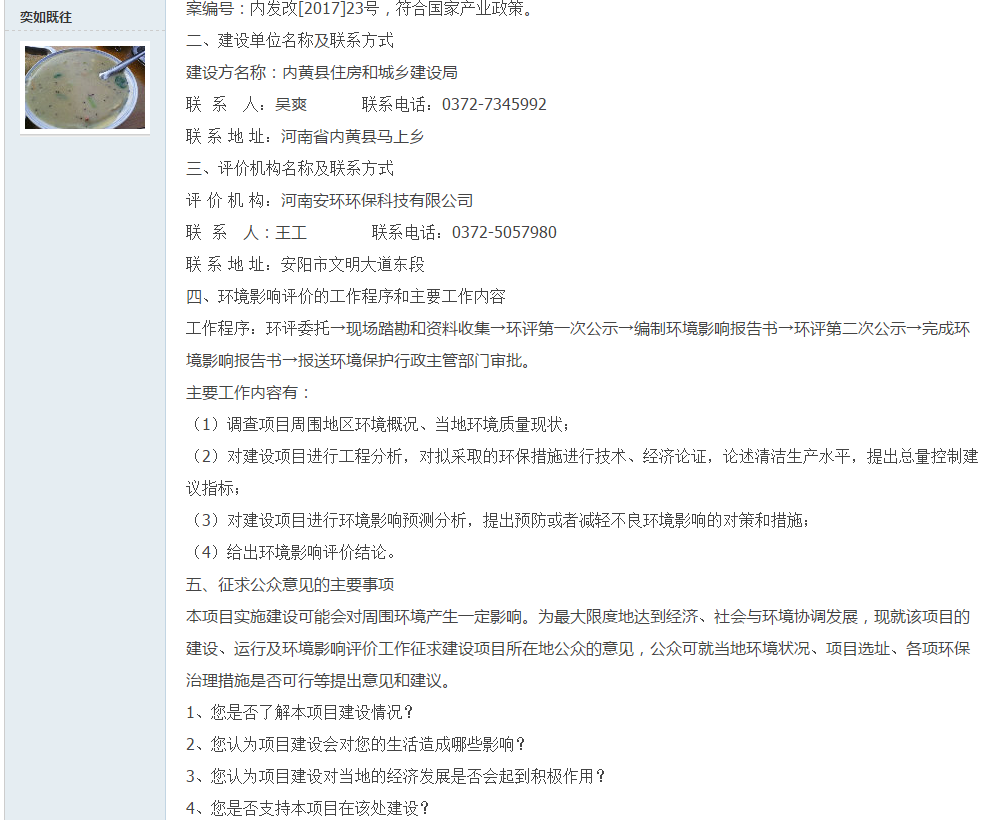 奕如既往
案编号：内发改[2017]23号，符合国家产业政策。
二、建设单位名称及联系方式
建设方名称：内黄县住房和城乡建设局
联 系 人：吴爽 联系电话：0372-7345992
联 系 地 址：河南省内黄县马上乡
三、评价机构名称及联系方式
评 价 机 构：河南安环环保科技有限公司
联 系 人：王工 联系电话：0372-5057980
联 系 地 址：安阳市文明大道东段
四、环境影响评价的工作程序和主要工作内容
工作程序：环评委托→现场踏勘和资料收集→环评第一次公示→编制环境影响报告书→环评第二次公示→完成环
境影响报告书→报送环境保护行政主管部门审批。
主要工作内容有：
（1）调查项目周围地区环境概况、当地环境质量现状；
（2）对建设项目进行工程分析，对拟采取的环保措施进行技术、经济论证，论述清洁生产水平，提出总量控制建
议指标；
（3）对建设项目进行环境影响预测分析，提出预防或者减轻不良环境影响的对策和措施；
（4）给出环境影响评价结论。
五、征求公众意见的主要事项
本项目实施建设可能会对周围环境产生一定影响。为最大限度地达到经济、社会与环境协调发展，现就该项目的
建设、运行及环境影响评价工作征求建设项目所在地公众的意见，公众可就当地环境状况、项目选址、各项环保
治理措施是否可行等提出意见和建议。
1、您是否了解本项目建设情况？
2、您认为项目建设会对您的生活造成哪些影响？
3、您认为项目建设对当地的经济发展是否会起到积极作用？
4、您是否支持本项目在该处建设？